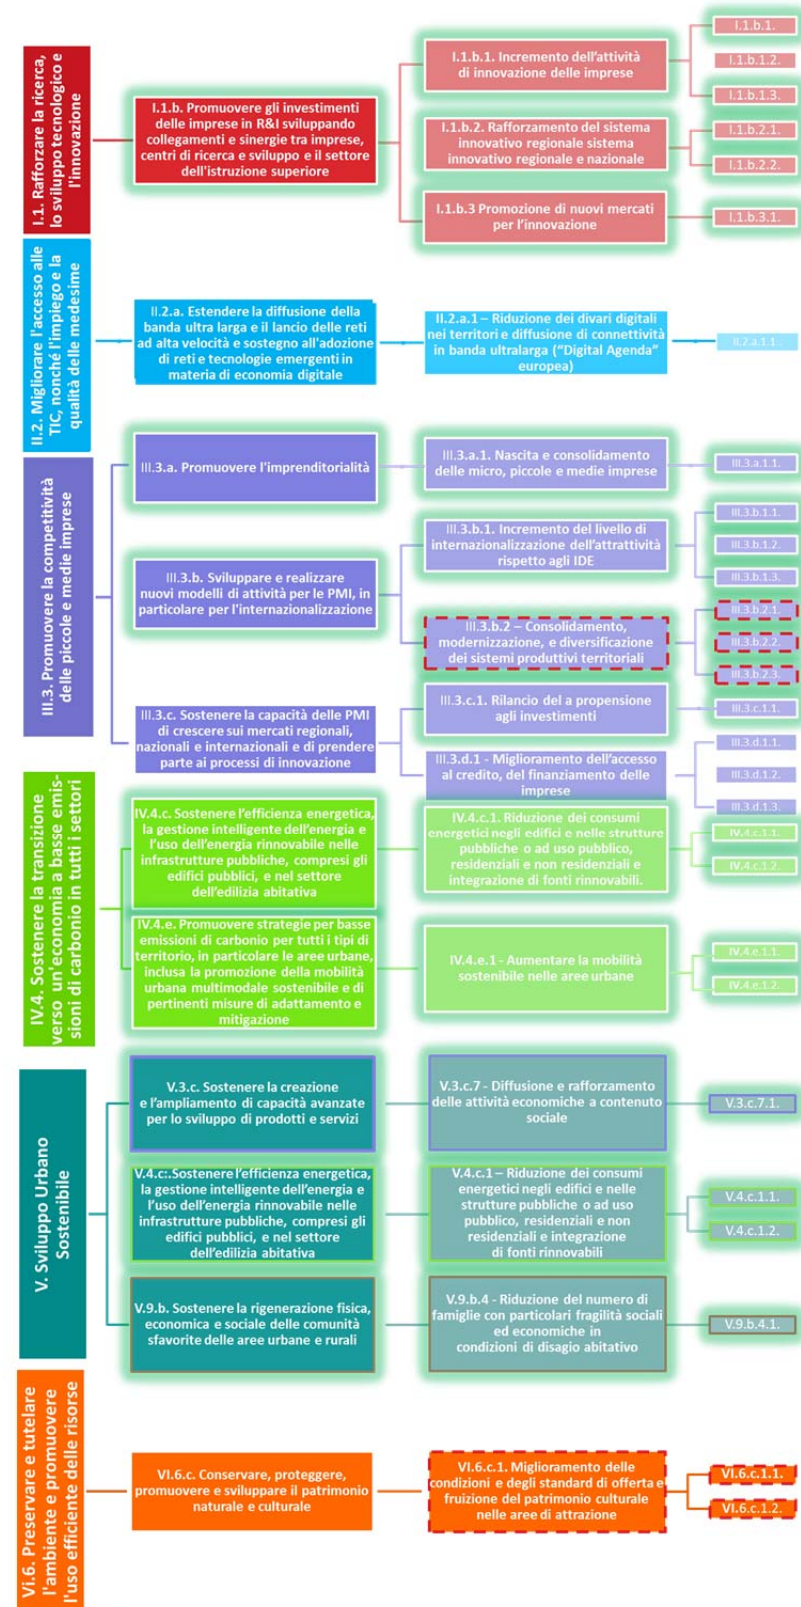 I.1. Rafforzare la ricerca,
lo sviluppo tecnologico e
l'innovazione
I.1.b. Promuovere gli investimenti
delle imprese in R&I sviluppando
collegamenti e sinergie tra imprese,
centri di ricerca e sviluppo e il settore
dell'istruzione superiore
I.1.b.1. Incremento dell'attività
di innovazione delle imprese
I.1.b.1.
I.1.b.1.2.
I.1.b.1.3.
I.1.b.2. Rafforzamento del sistema
innovativo regionale sistema
innovativo regionale e nazionale
I.1.b.2.1.
I.1.b.2.2.
I.1.b.3 Promozione di nuovi mercati
per l'innovazione
I.1.b.3.1.
II.2. Migliorare l'accesso alle
TIC, nonché l'impiego e la
qualità delle medesime
II.2.a. Estendere la diffusione della
banda ultra larga e il lancio delle reti
ad alta velocità e sostegno all'adozione
di reti e tecnologie emergenti in
materia di economia digitale
II.2.a.1 – Riduzione dei divari digitali
nei territori e diffusione di connettività
in banda ultralarga ("Digital Agenda"
europea)
II.2.a.1.1.
III.3. Promuovere la competitività
delle piccole e medie imprese
III.3.a. Promuovere l'imprenditorialità
III.3.a.1. Nascita e consolidamento
delle micro, piccole e medie imprese
III.3.a.1.1.
III.3.b. Sviluppare e realizzare
nuovi modelli di attività per le PMI, in
particolare per l'internazionalizzazione
III.3.b.1. Incremento del livello di
internazionalizzazione dell'attrattività
rispetto agli IDE
III.3.b.1.1.
III.3.b.1.2.
III.3.b.1.3.
III.3.b.2 – Consolidamento,
modernizzazione, e diversificazione
dei sistemi produttivi territoriali
III.3.b.2.1.
III.3.b.2.2.
III.3.b.2.3.
III.3.c. Sostenere la capacità delle PMI
di crescere sui mercati regionali,
nazionali e internazionali e di prendere
parte ai processi di innovazione
III.3.c.1. Rilancio del a propensione
agli investimenti
III.3.c.1.1.
III.3.d.1 - Miglioramento dell'accesso
al credito, del finanziamento delle
imprese
III.3.d.1.1.
III.3.d.1.2.
III.3.d.1.3.
IV.4. Sostenere la transizione
verso un'economia a basse emis-
sioni di carbonio in tutti i settori
IV.4.c. Sostenere l'efficienza energetica,
la gestione intelligente dell'energia e
l'uso dell'energia rinnovabile nelle
infrastrutture pubbliche, compresi gli
edifici pubblici, e nel settore
dell'edilizia abitativa
IV.4.c.1. Riduzione dei consumi
energetici negli edifici e nelle strutture
pubbliche o ad uso pubblico,
residenziali e non residenziali e
integrazione di fonti rinnovabili.
IV.4.c.1.1.
IV.4.c.1.2.
IV.4.e. Promuovere strategie per basse
emissioni di carbonio per tutti i tipi di
territorio, in particolare le aree urbane,
inclusa la promozione della mobilità
urbana multimodale sostenibile e di
pertinenti misure di adattamento e
mitigazione
IV.4.e.1 - Aumentare la mobilità
sostenibile nelle aree urbane
IV.4.e.1.1.
IV.4.e.1.2.
V. Sviluppo Urbano
Sostenibile
V.3.c. Sostenere la creazione
e l'ampliamento di capacità avanzate
per lo sviluppo di prodotti e servizi
V.3.c.7 - Diffusione e rafforzamento
delle attività economiche a contenuto
sociale
V.3.c.7.1.
V.4.c:.Sostenere l'efficienza energetica,
la gestione intelligente dell'energia e
l'uso dell'energia rinnovabile nelle
infrastrutture pubbliche, compresi gli
edifici pubblici, e nel settore
dell'edilizia abitativa
V.4.c.1 – Riduzione dei consumi
energetici negli edifici e nelle
strutture pubbliche o ad uso
pubblico, residenziali e non
residenziali e integrazione
di fonti rinnovabili
V.4.c.1.1.
V.4.c.1.2.
V.9.b. Sostenere la rigenerazione fisica,
economica e sociale delle comunità
sfavorite delle aree urbane e rurali
V.9.b.4 - Riduzione del numero di
famiglie con particolari fragilità sociali
ed economiche in
condizioni di disagio abitativo
V.9.b.4.1.
VI.6. Preservare e tutelare
l'ambiente e promuovere
l'uso efficiente delle risorse
VI.6.c. Conservare, proteggere,
promuovere e sviluppare il patrimonio
naturale e culturale
VI.6.c.1. Miglioramento delle
condizioni e degli standard di offerta e
fruizione del patrimonio culturale
nelle aree di attrazione
VI.6.c.1.1.
VI.6.c.1.2.